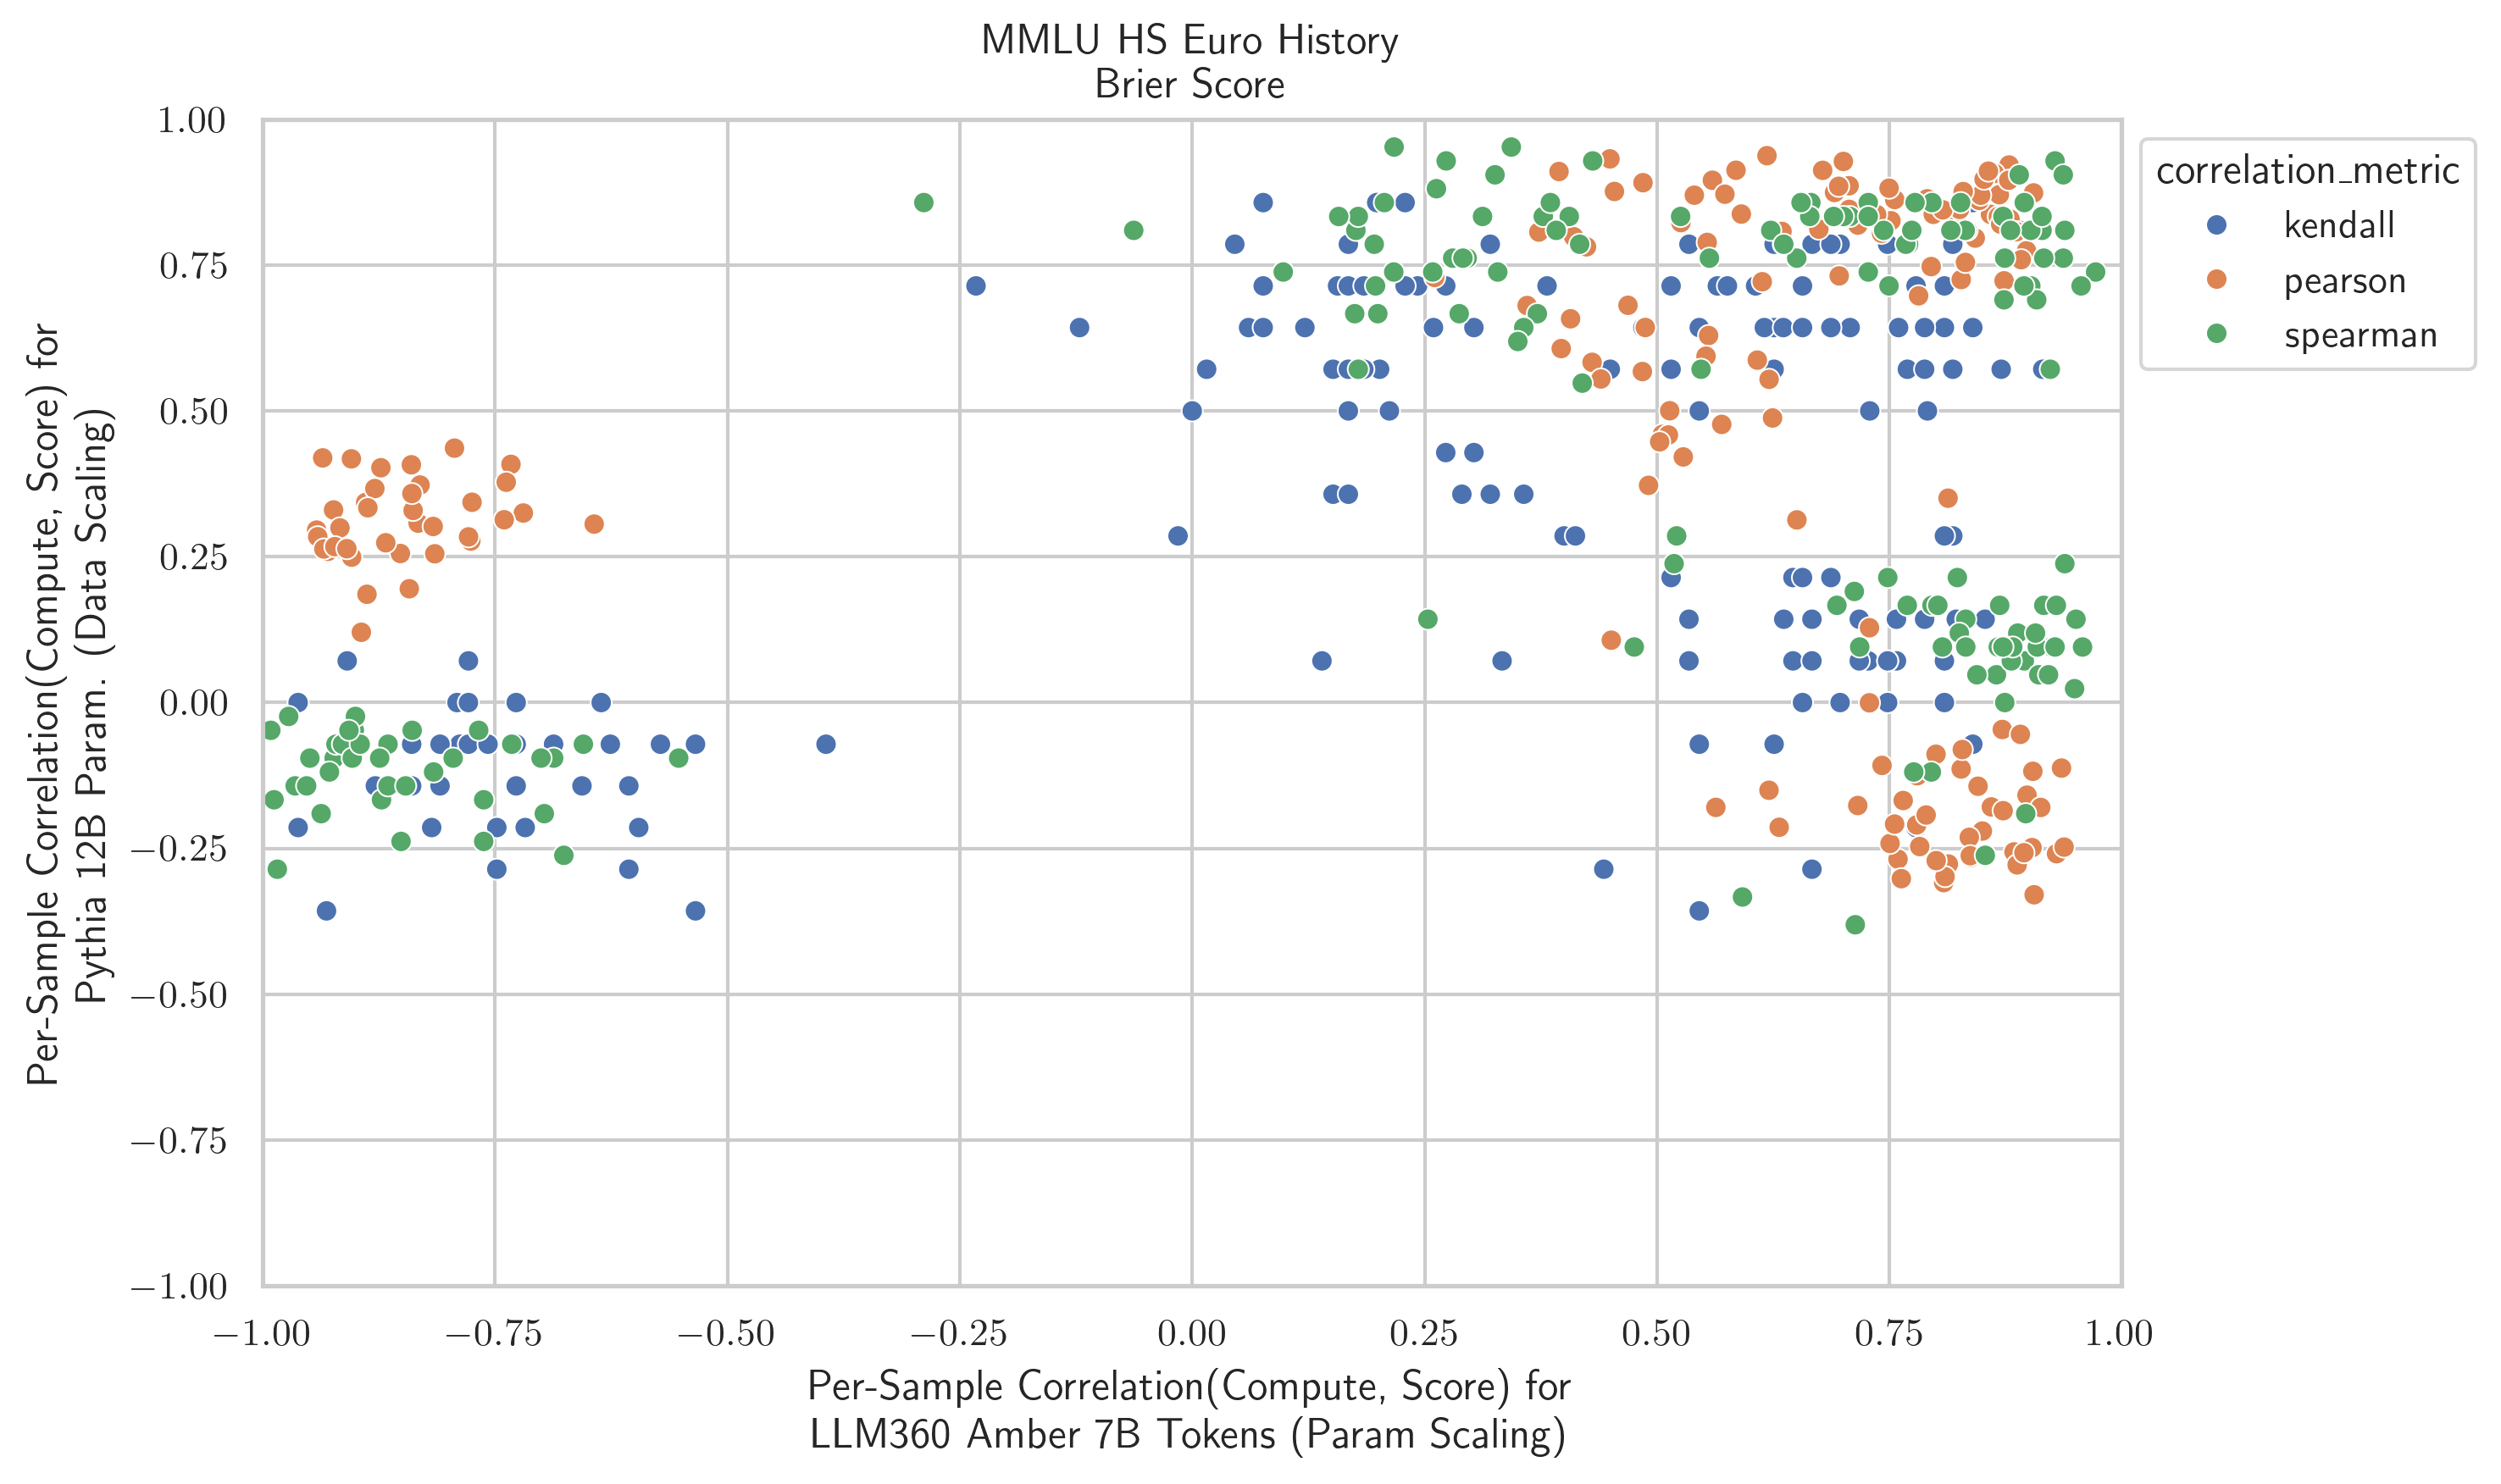 MMLU HS Euro History
Brier Score
Per-Sample Correlation(Compute, Score) for
Pythia 12B Param. (Data Scaling)
1.00
0.75
0.50
0.25
0.00
−0.25
−0.50
−0.75
−1.00
−1.00
−0.75
−0.50
−0.25
0.00
0.25
0.50
0.75
1.00
Per-Sample Correlation(Compute, Score) for
LLM360 Amber 7B Tokens (Param Scaling)
correlation_metric
kendall
pearson
spearman